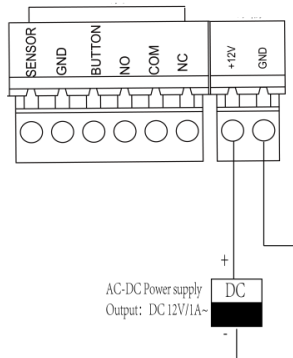 SENSOR
GND
BUTTON
NO
COM
NC
+12V
GND
+
AC-DC Power supply
DC
Output: DC 12V/1A~
-